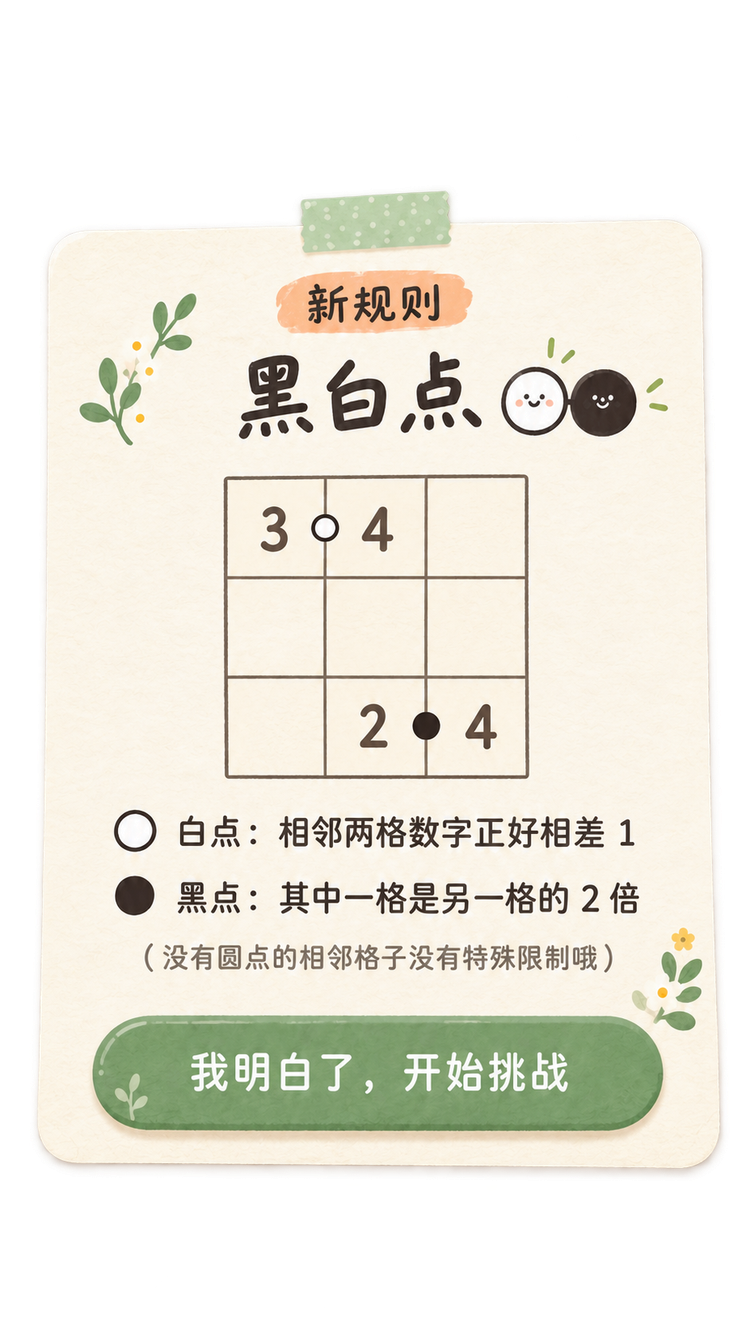 新规则
黑白点
3 4
2 4
白点：相邻两格数字正好相差 1
黑点：其中一格是另一格的 2 倍
（没有圆点的相邻格子没有特殊限制哦）
我明白了，开始挑战